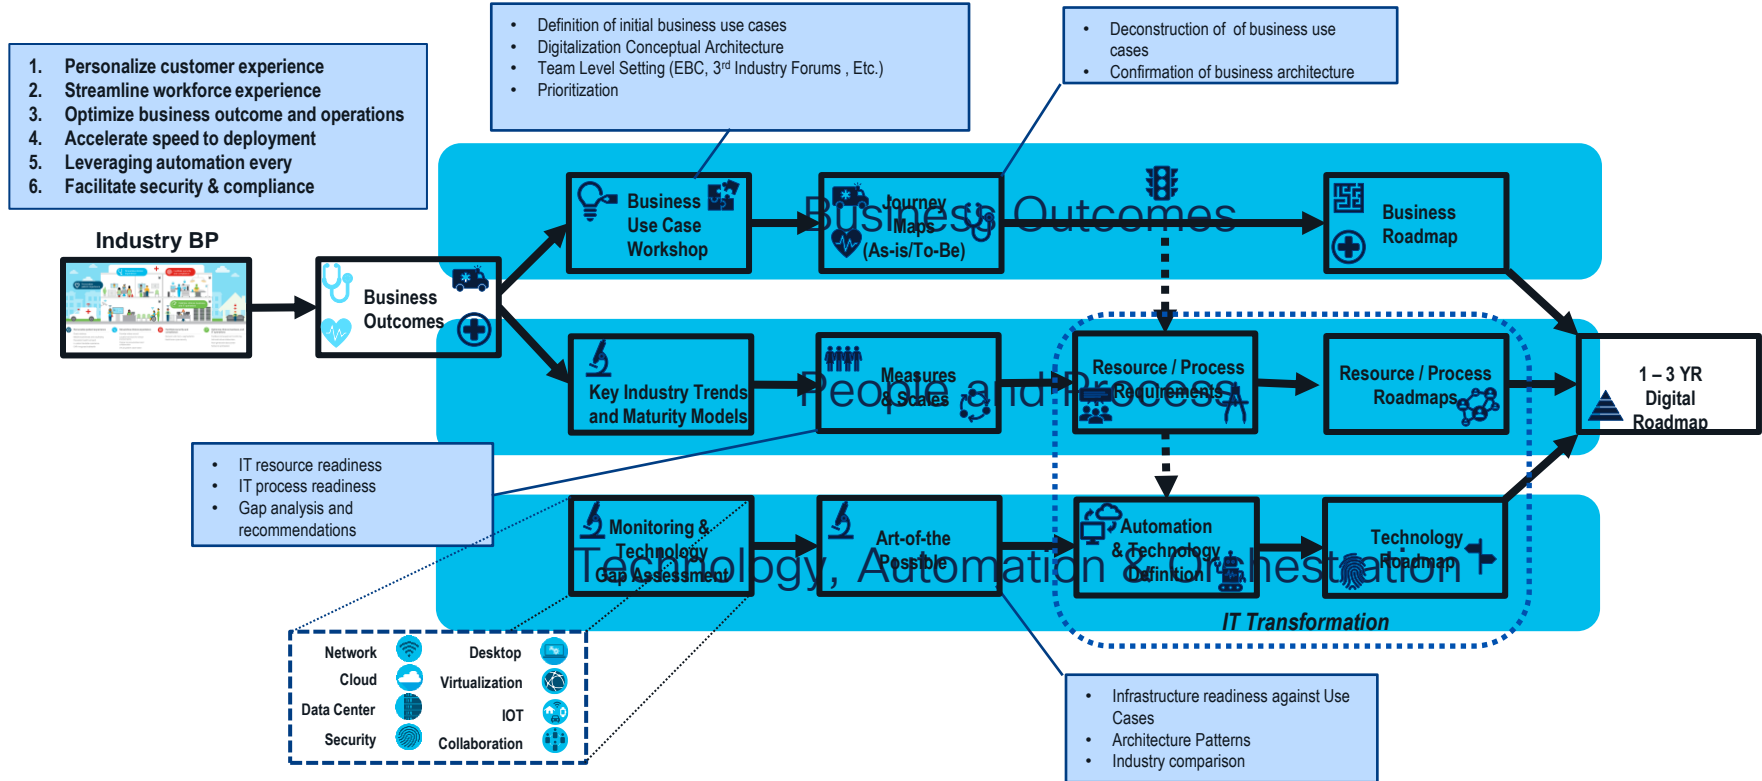 • Definition of initial business use cases
• Digitalization Conceptual Architecture
• Team Level Setting (EBC, 3rd Industry Forums , Etc.)
• Prioritization
• Deconstruction of of business use
cases
• Confirmation of business architecture
1. Personalize customer experience
2. Streamline workforce experience
3. Optimize business outcome and operations
4. Accelerate speed to deployment
5. Leveraging automation every
6. Facilitate security & compliance
Business Outcomes
Business
Use Case
Workshop
Journey
Maps
(As-is/To-Be)
Business
Roadmap
Industry BP
Business
Outcomes
People and Process
Key Industry Trends
and Maturity Models
Measures
& Scales
Resource / Process
Requirements
Resource / Process
Roadmaps
1 – 3 YR
Digital
Roadmap
• IT resource readiness
• IT process readiness
• Gap analysis and
recommendations
Technology, Automation & Orchestration
Monitoring &
Technology
Gap Assessment
Art-of-the
Possible
Automation
& Technology
Definition
Technology
Roadmap
IT Transformation
Network
Desktop
Cloud
Virtualization
Data Center
IOT
Security
Collaboration
• Infrastructure readiness against Use
Cases
• Architecture Patterns
• Industry comparison